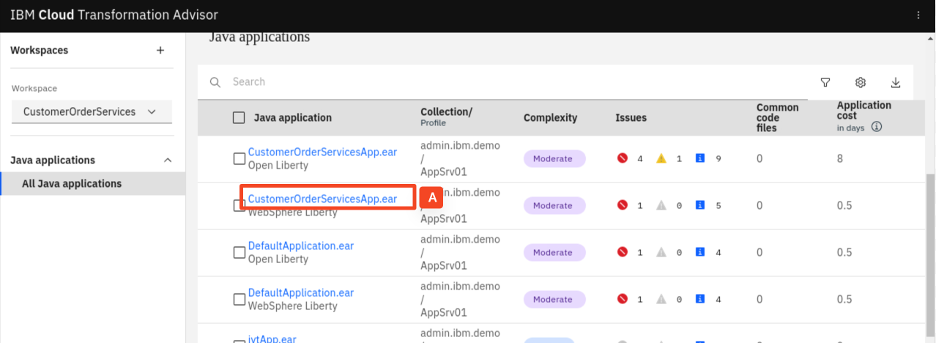 IBM Cloud Transformation Advisor
Workspaces +
Workspace
CustomerOrderServices
Java applications
All Java applications
Java applications
Search
Java application
Collection/
Profile
Complexity
Issues
Common
code
files
Application
cost
in days
CustomerOrderServicesApp.ear
Open Liberty
admin.ibm.demo
/
AppSrv01
Moderate
4 1 9
0
8
CustomerOrderServicesApp.ear
A
WebSphere Liberty
n.ibm.demo
/
AppSrv01
Moderate
1 0 5
0
0.5
DefaultApplication.ear
Open Liberty
admin.ibm.demo
/
AppSrv01
Moderate
1 0 4
0
0.5
DefaultApplication.ear
WebSphere Liberty
admin.ibm.demo
/
AppSrv01
Moderate
1 0 4
0
0.5
ivtApp.ear
admin.ibm.demo
/